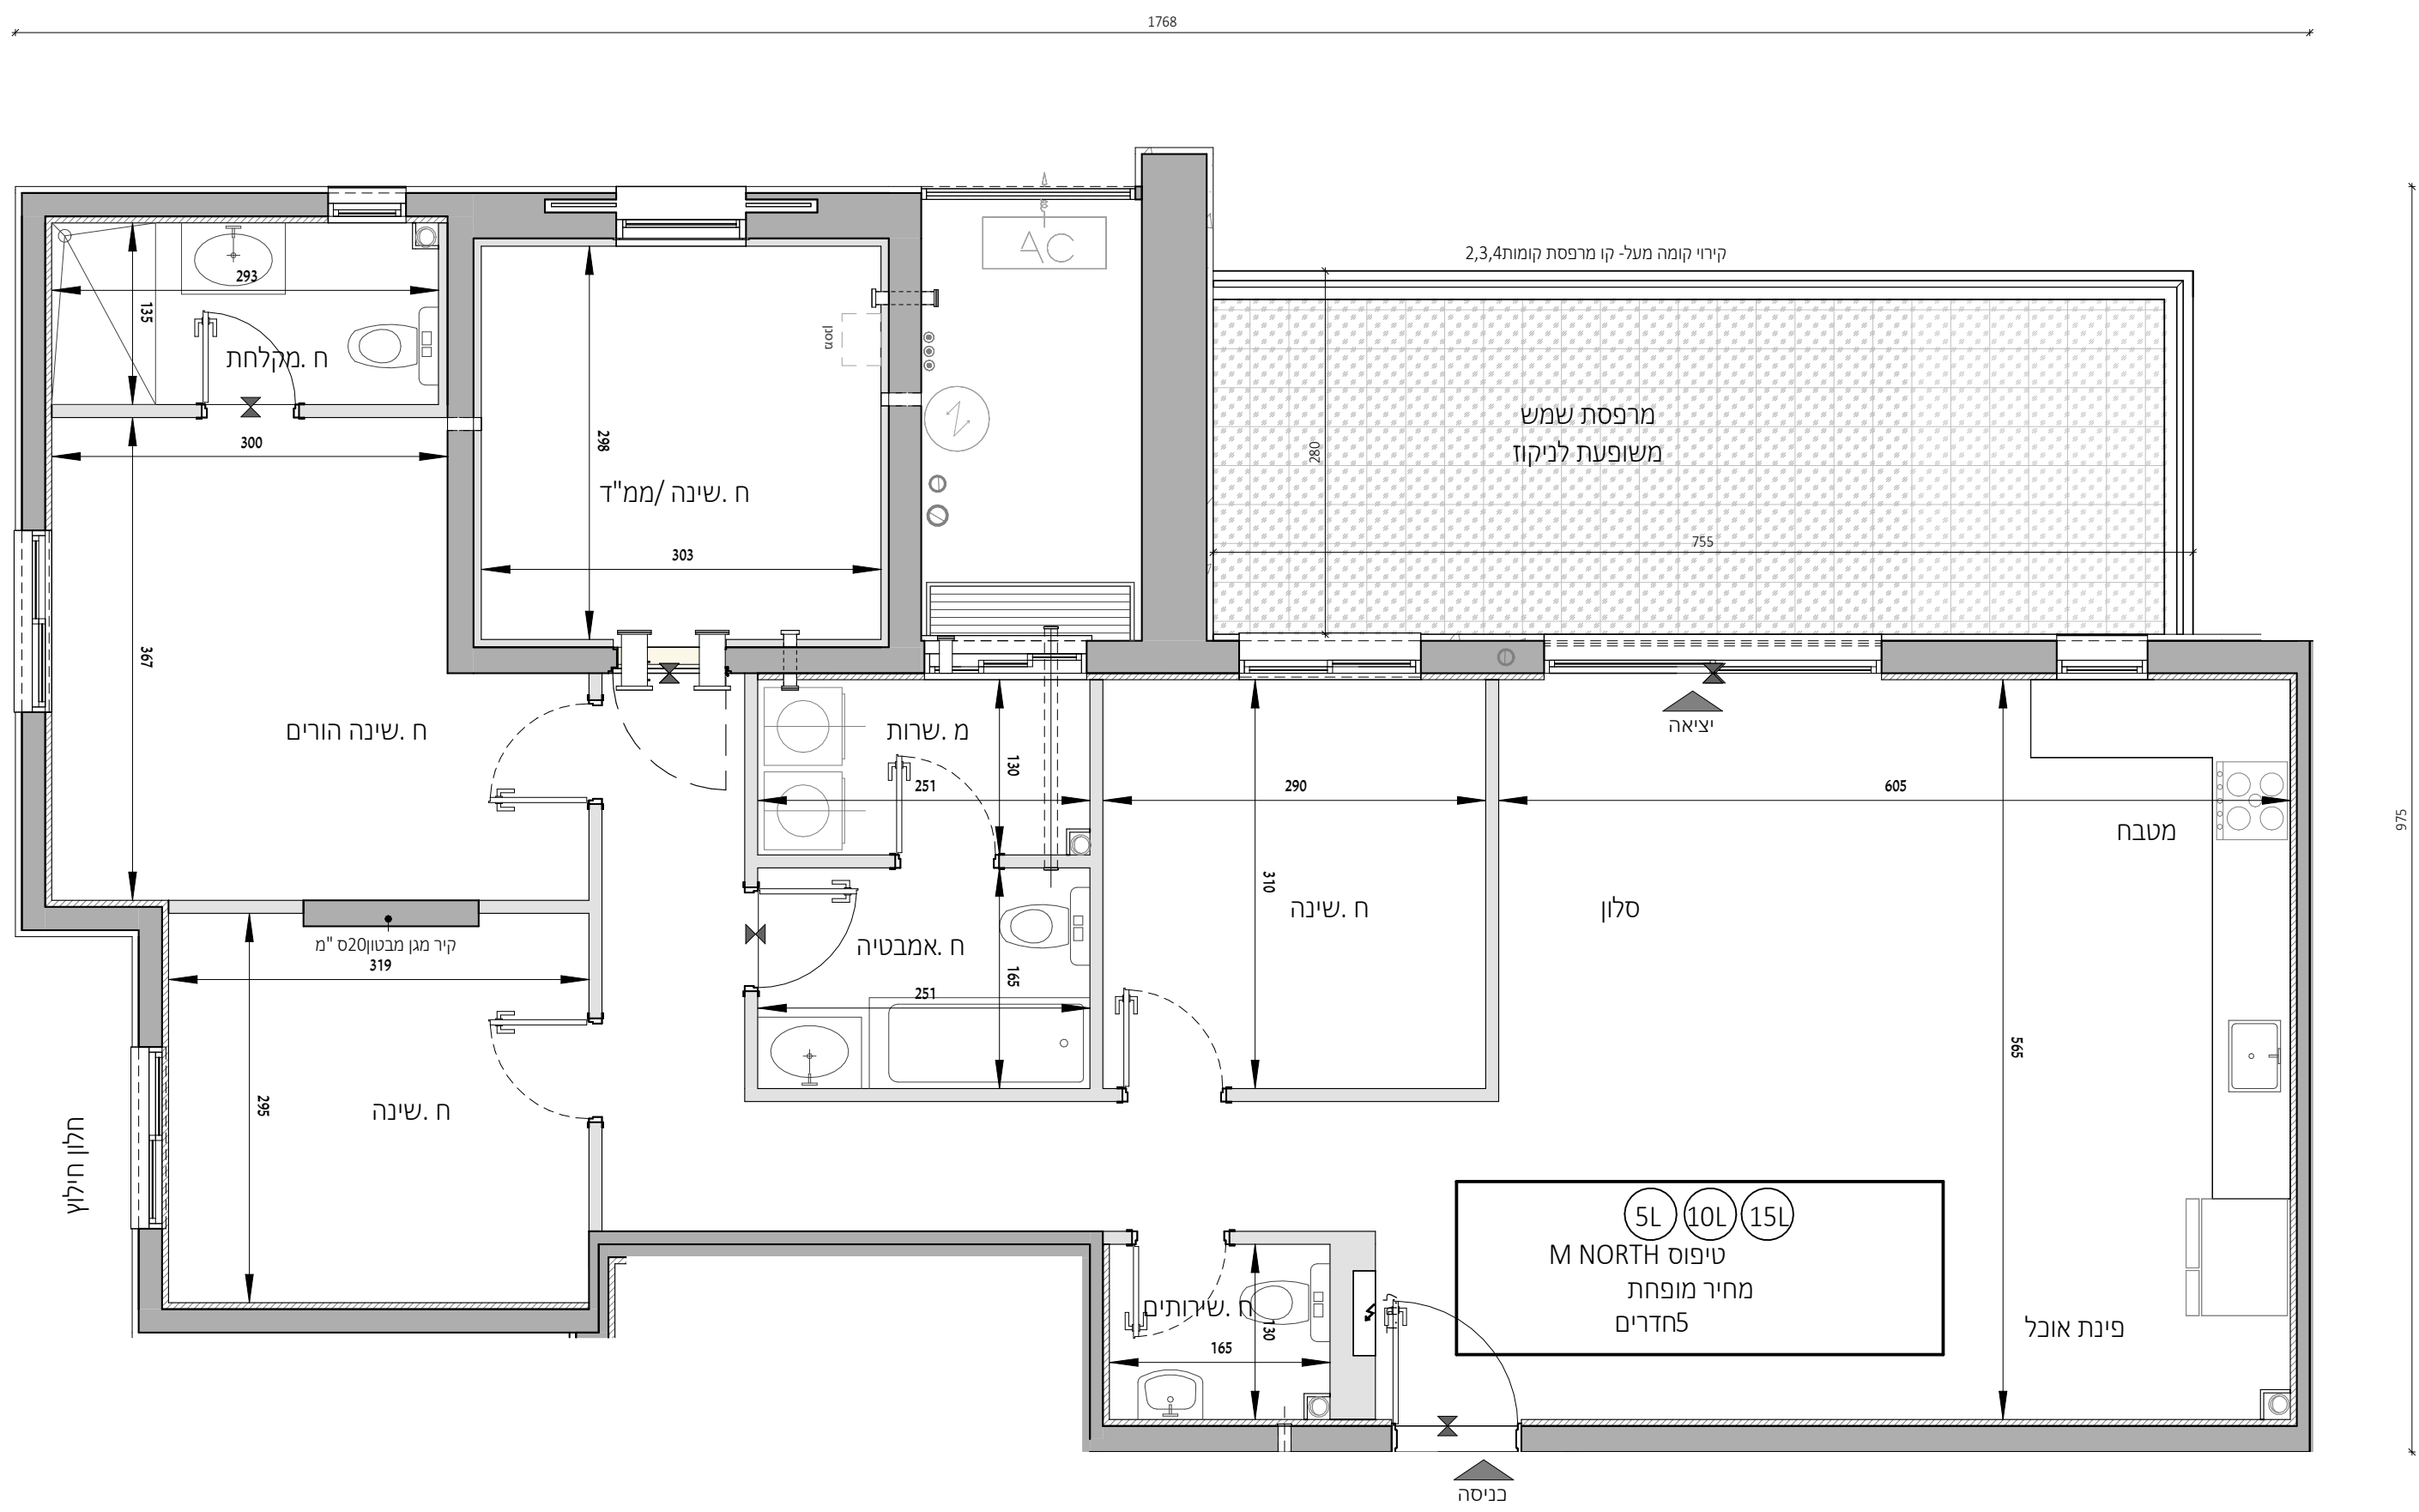 1768
קירוי קומה מעל- קו מרפסת קומות2,3,4
AC
293
135
ח .מקלחת
מסנן
300
298
ח .שינה /ממ"ד
303
מרפסת שמש
משופעת לניקוז
280
755
367
ח .שינה הורים
מ .שרות
130
251
יציאה
290
605
מטבח
975
310
ח .שינה
סלון
קיר מגן מבטון20ס "מ
319
ח .אמבטיה
165
251
565
295
ח .שינה
חלון חילוץ
5L 10L 15L
טיפוס M NORTH
מחיר מופחת
5חדרים
ח .שירותים
130
165
פינת אוכל
כניסה